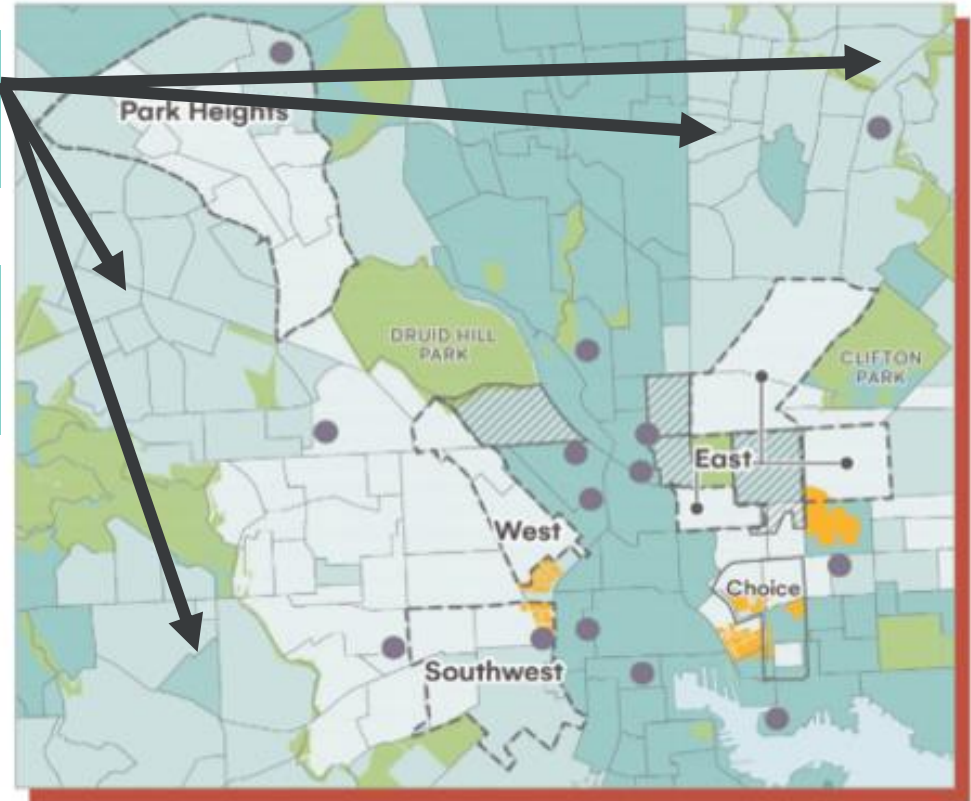 Park Heights
DRUID HILL
PARK
CLIFTON
PARK
East
West
Choice
Southwest